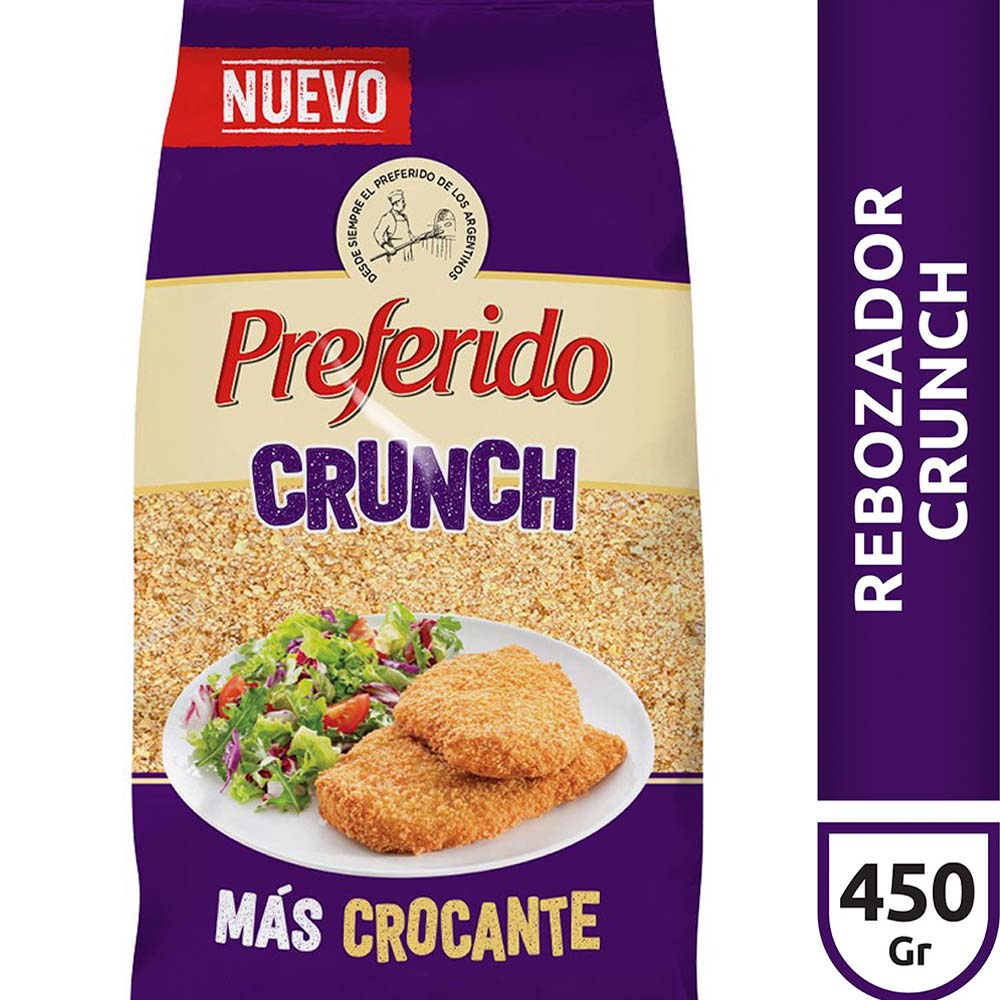 NUEVO
DESDE SIEMPRE EL PREFERIDO DE LOS ARGENTINOS
Preferido
CRUNCH
MÁS CROCANTE
REBOZADOR
CRUNCH
450
Gr